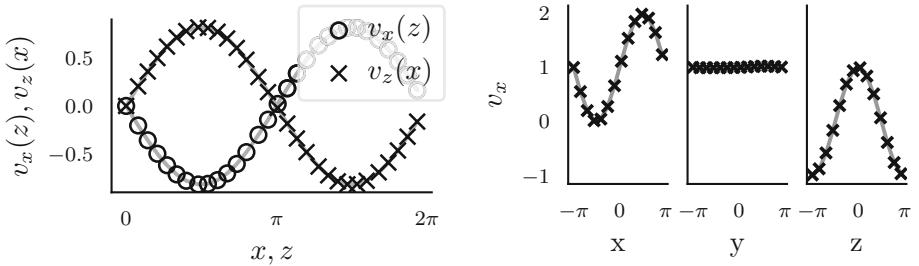 v_x(z), v_z(x)
0.5
0.0
−0.5
v_x(z)
v_z(x)
0 π 2π
x, z
v_x
2
1
0
−1
−π 0 π −π 0 π −π 0 π
x y z